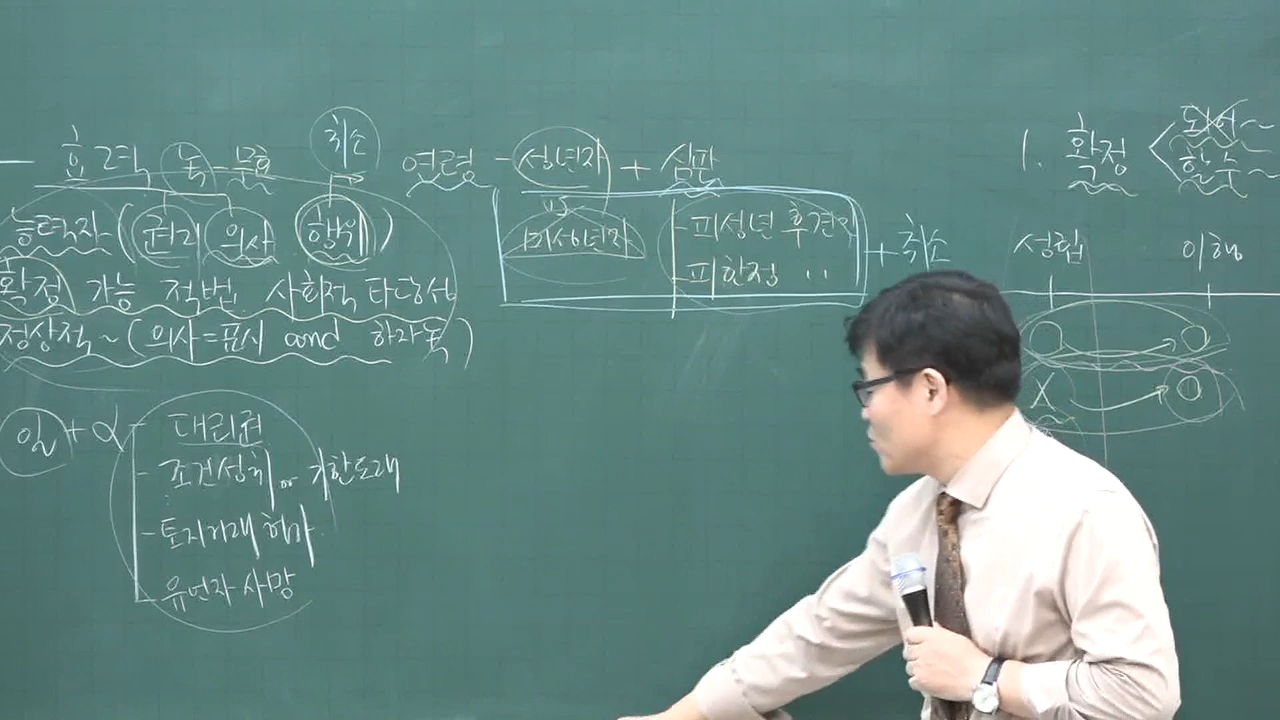 취소
효력 녹 - 무효
연령 - 성년자 + 심판
능력자 (권리 의사 행위)
미성년자
- 피성년 후견
- 피한정 〃
+ 취소
확정 가능 적법 사회적 타당성
정상적 ~ (의사 = 표시 and 하자
일 + α
- 대리권
- 조건성취 or 기한도래
- 토지거래 허가
- 유언자 사망
1. 확정
할 수 ~
성립 이행
O O
X O